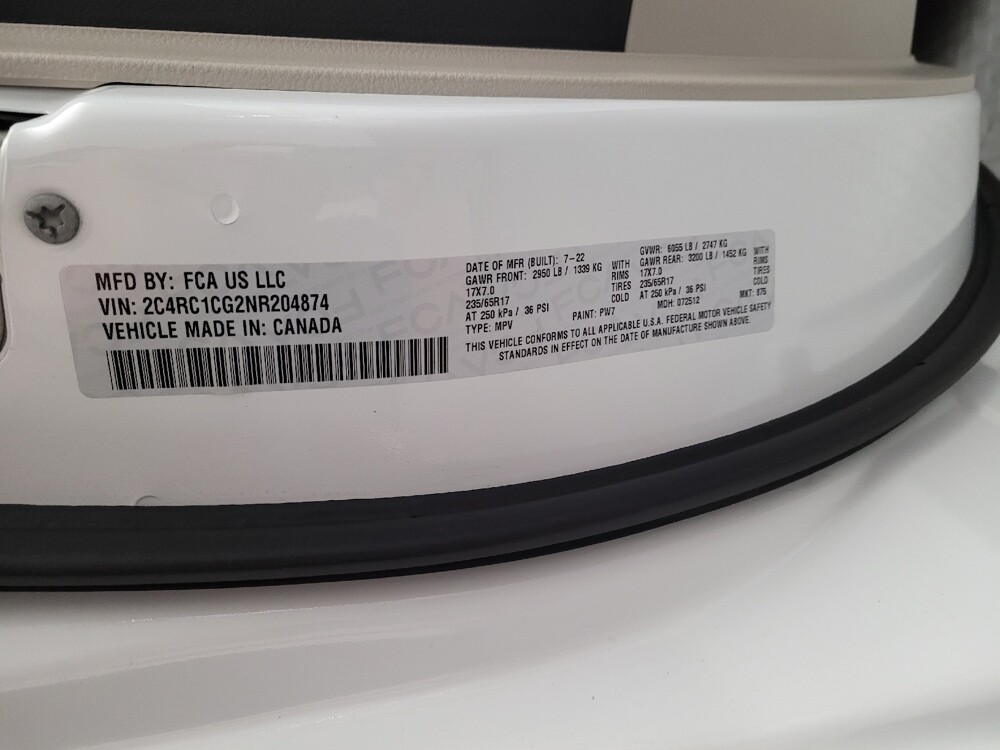 MFD BY: FCA US LLC
VIN: 2C4RC1CG2NR204874
VEHICLE MADE IN: CANADA
DATE OF MFR (BUILT): 7-22
GAWR FRONT: 2950 LB / 1339 KG WITH
17X7.0 RIMS
235/65R17 TIRES
AT 250 kPa / 36 PSI COLD
TYPE: MPV PAINT: PW7
GVWR: 6055 LB / 2747 KG
GAWR REAR: 3200 LB / 1452 KG WITH
17X7.0 RIMS
235/65R17 TIRES
AT 250 kPa / 36 PSI COLD
MDH: 072512 MKT: 875
THIS VEHICLE CONFORMS TO ALL APPLICABLE U.S.A. FEDERAL MOTOR VEHICLE SAFETY
STANDARDS IN EFFECT ON THE DATE OF MANUFACTURE SHOWN ABOVE.